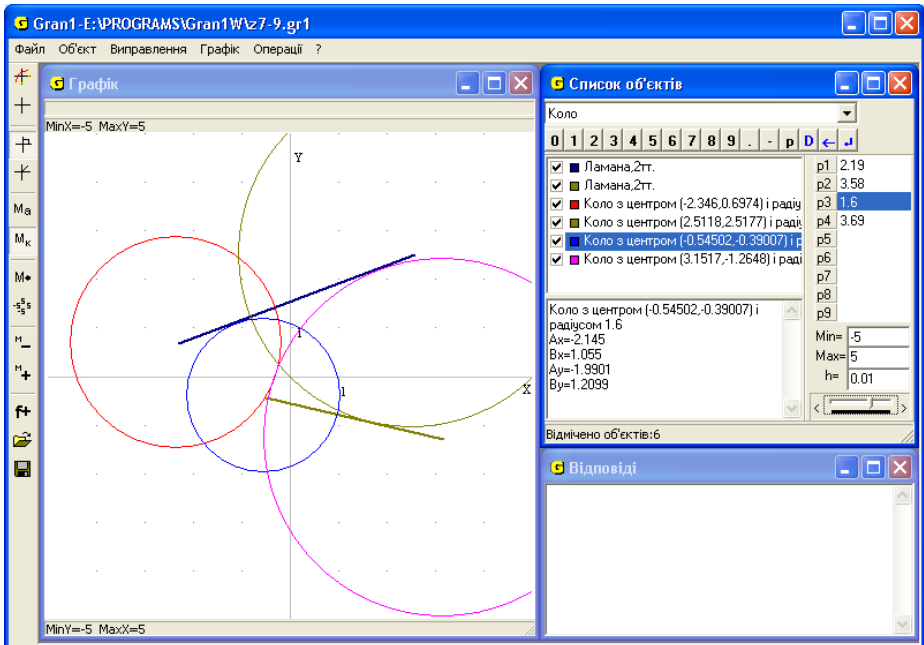 Gran1-E:\PROGRAMS\Gran1W\z7-9.gr1
Файл Об'єкт Виправлення Графік Операції ?
Графік
MinX=-5 MaxY=5
Y
1
1
X
MinY=-5 MaxX=5
Ма
Мк
М
-5 5 5 5
М
М+
f+
Список об'єктів
Коло
0 1 2 3 4 5 6 7 8 9 . - p D ← ↲
Ламана,2тт.
Ламана,2тт.
Коло з центром (-2.346,0.6974) і радіу
Коло з центром (2.5118,2.5177) і радіу
Коло з центром (-0.54502,-0.39007) і р
Коло з центром (3.1517,-1.2648) і раді
p1 2.19
p2 3.58
p3 1.6
p4 3.69
p5
p6
p7
p8
p9
Коло з центром (-0.54502,-0.39007) і
радіусом 1.6
Ax=-2.145
Bx=1.055
Ay=-1.9901
By=1.2099
Min= -5
Max= 5
h= 0.01
Відмічено об'єктів:6
Відповіді